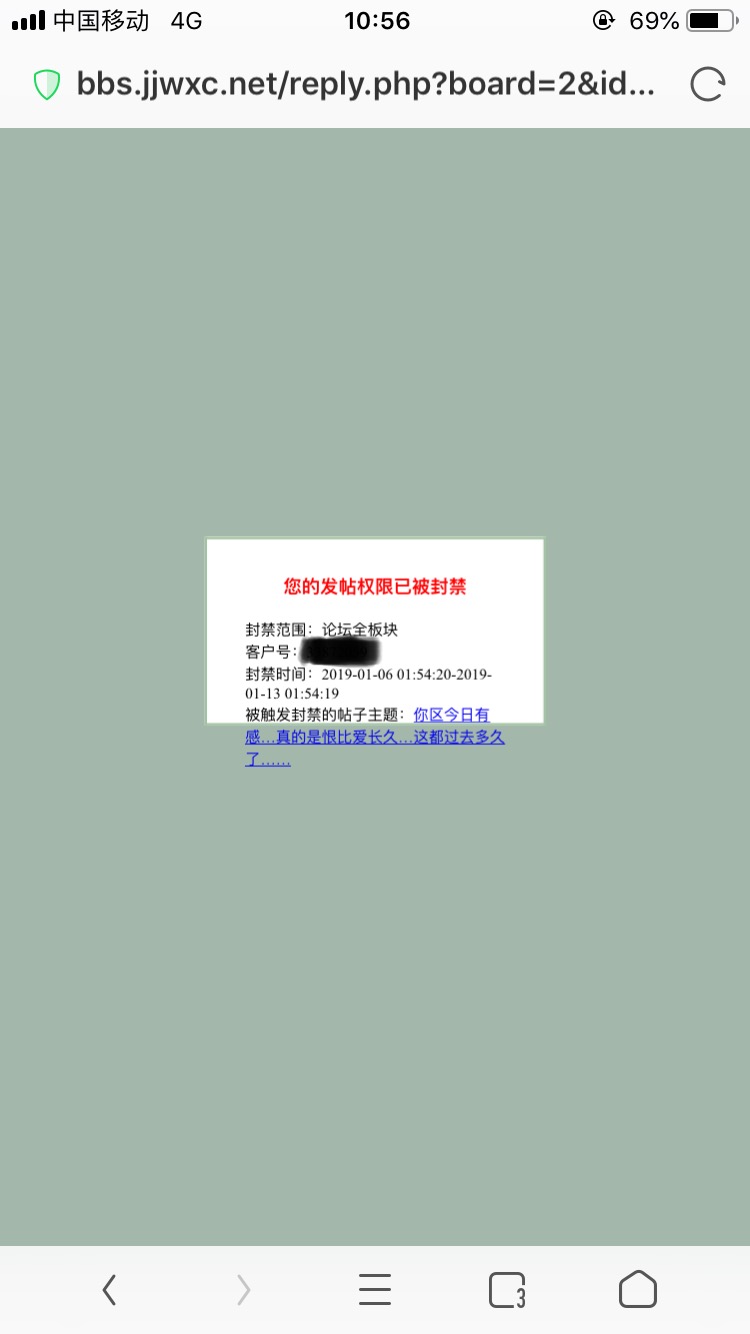 中国移动 4G 10:56 69%
bbs.jjwxc.net/reply.php?board=2&id...
您的发帖权限已被封禁
封禁范围：论坛全板块
客户号：
封禁时间：2019-01-06 01:54:20-2019-
01-13 01:54:19
被触发封禁的帖子主题：你区今日有
感…真的是恨比爱长久…这都过去多久
了……
3